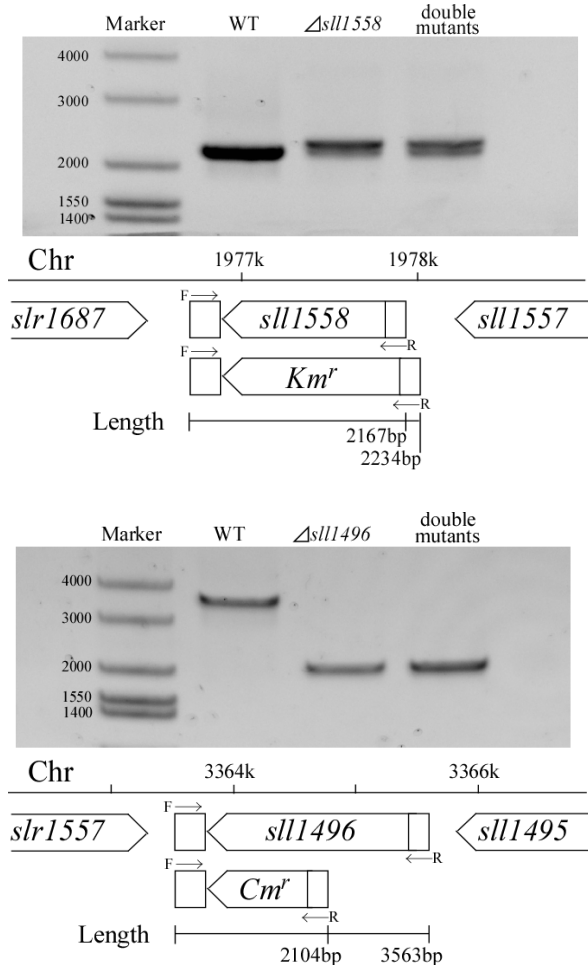 Marker WT ⊿sll1558 double mutants
4000
3000
2000
1550
1400
Chr 1977k 1978k
F R
slr1687 sll1558 sll1557
F R
Kmʳ
Length
2167bp
2234bp
Marker WT ⊿sll1496 double mutants
4000
3000
2000
1550
1400
Chr 3364k 3366k
F R
slr1557 sll1496 sll1495
F R
Cmʳ
Length
2104bp 3563bp